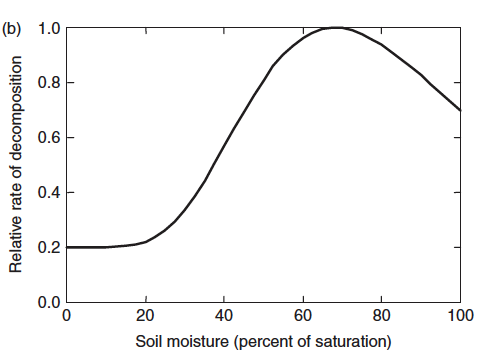 (b)
Relative rate of decomposition
1.0
0.8
0.6
0.4
0.2
0.0
0 20 40 60 80 100
Soil moisture (percent of saturation)